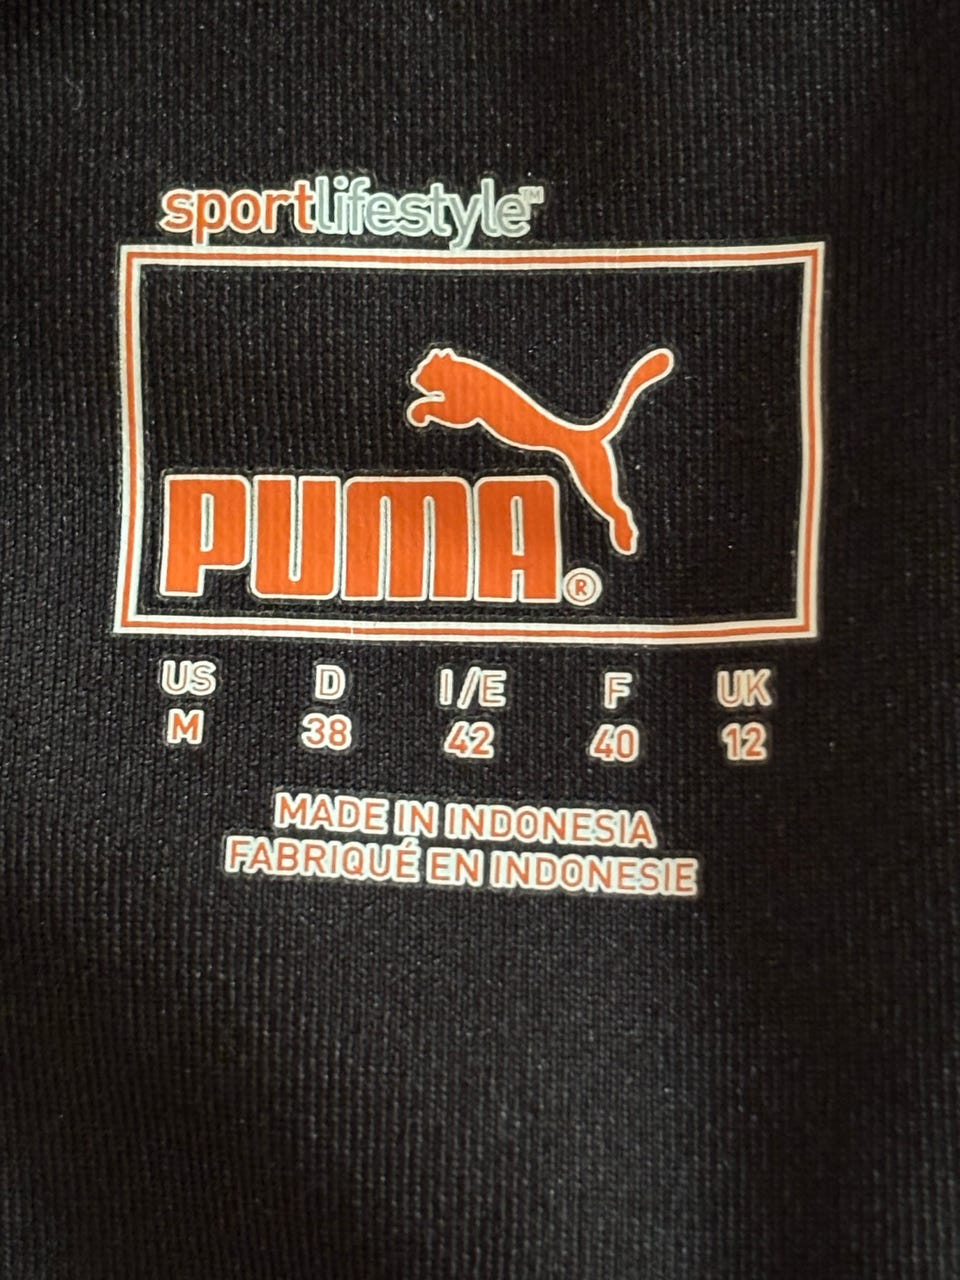 sportlifestyle™
PUMA®
US D I/E F UK
M 38 42 40 12
MADE IN INDONESIA
FABRIQUÉ EN INDONESIE